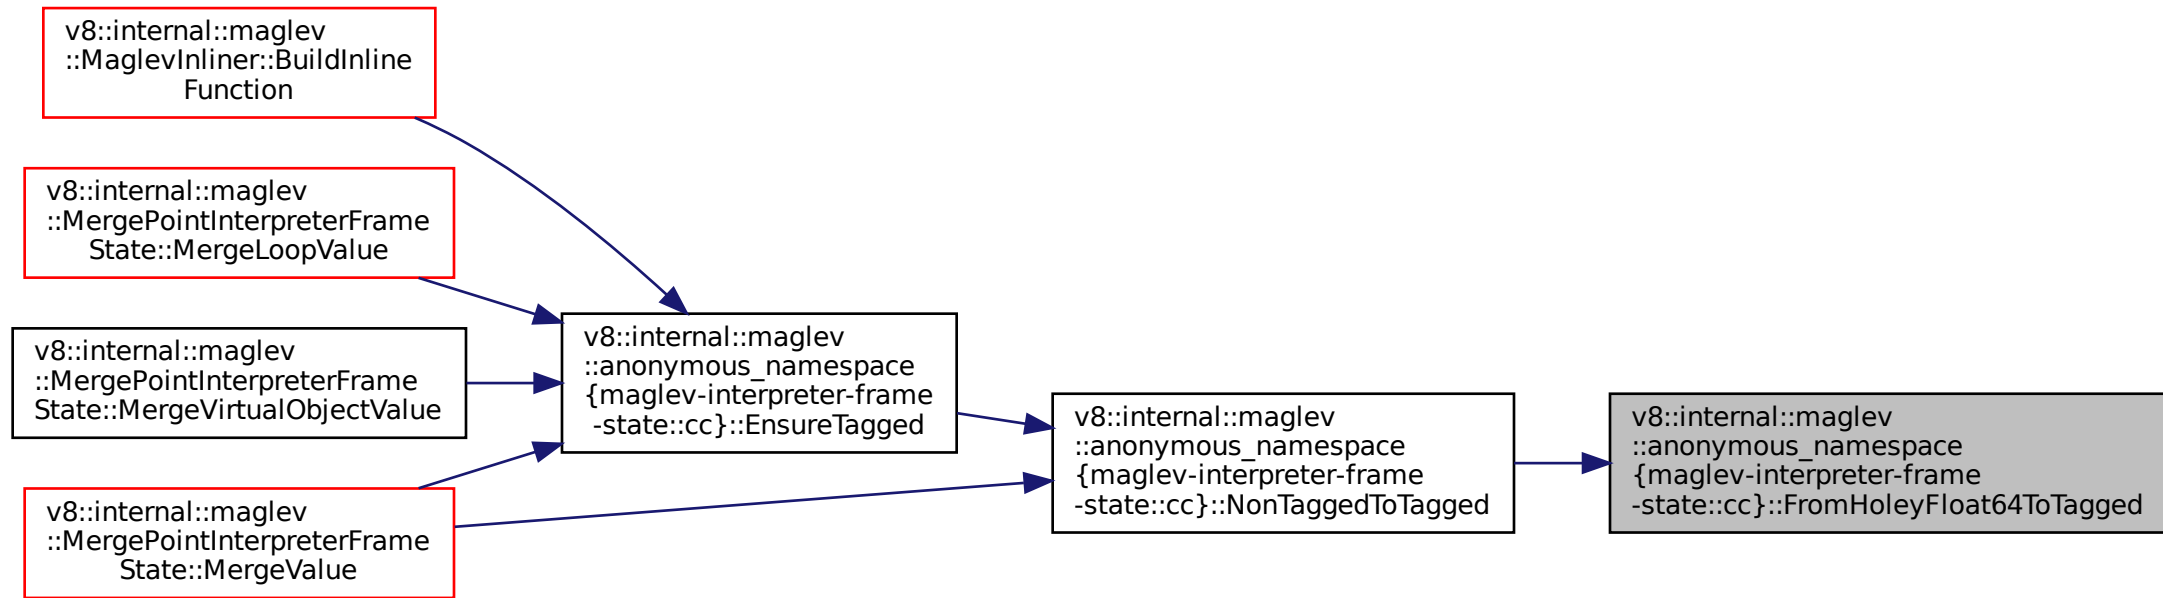 v8::internal::maglev
::MaglevInliner::BuildInline
Function
v8::internal::maglev
::MergePointInterpreterFrame
State::MergeLoopValue
v8::internal::maglev
::MergePointInterpreterFrame
State::MergeVirtualObjectValue
v8::internal::maglev
::MergePointInterpreterFrame
State::MergeValue
v8::internal::maglev
::anonymous_namespace
{maglev-interpreter-frame
-state::cc}::EnsureTagged
v8::internal::maglev
::anonymous_namespace
{maglev-interpreter-frame
-state::cc}::NonTaggedToTagged
v8::internal::maglev
::anonymous_namespace
{maglev-interpreter-frame
-state::cc}::FromHoleyFloat64ToTagged